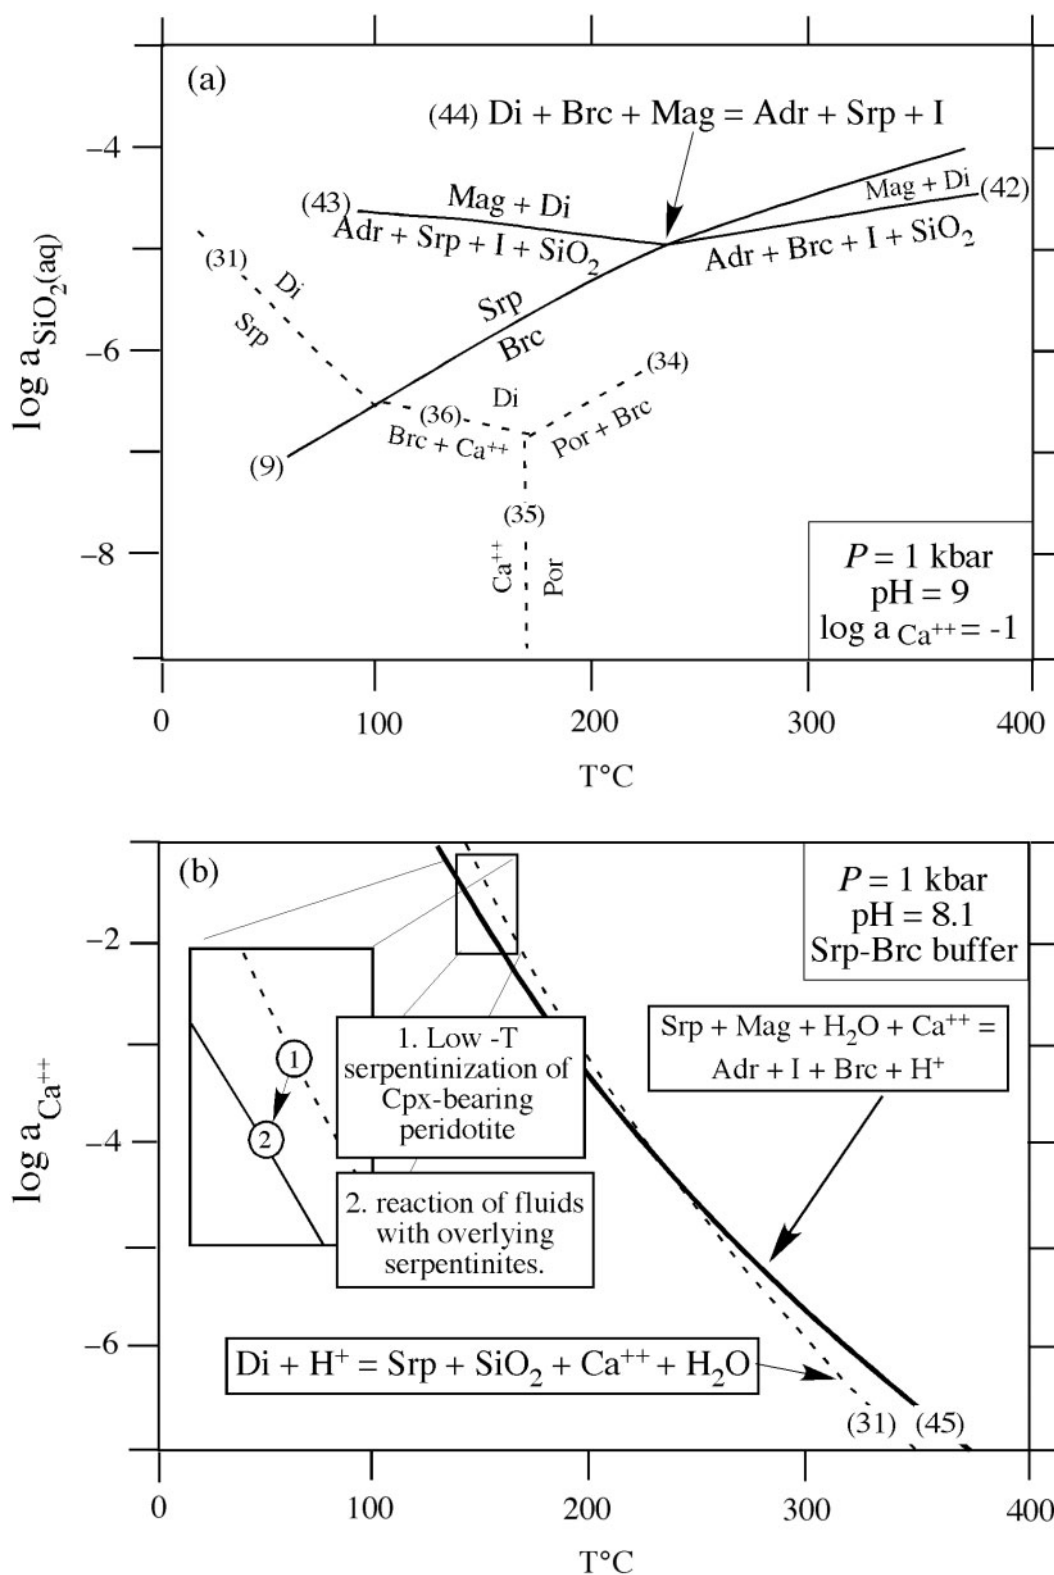 (a)
(44) Di + Brc + Mag = Adr + Srp + I
−4
(43)
Mag + Di
Mag + Di
(42)
Adr + Srp + I + SiO₂
Adr + Brc + I + SiO₂
(31)
Di
Srp
Srp
Brc
−6
(34)
Di
(36)
Brc + Ca⁺⁺
Por + Brc
(9)
(35)
−8
Ca⁺⁺
Por
P = 1 kbar
pH = 9
log a Ca⁺⁺ = -1
log a SiO₂(aq)
0
100
200
300
400
T°C
(b)
P = 1 kbar
pH = 8.1
Srp-Brc buffer
−2
Srp + Mag + H₂O + Ca⁺⁺ =
Adr + I + Brc + H⁺
1
2
1. Low -T
serpentinization of
Cpx-bearing
peridotite
−4
2. reaction of fluids
with overlying
serpentinites.
−6
Di + H⁺ = Srp + SiO₂ + Ca⁺⁺ + H₂O
(31)
(45)
log a Ca⁺⁺
0
100
200
300
400
T°C